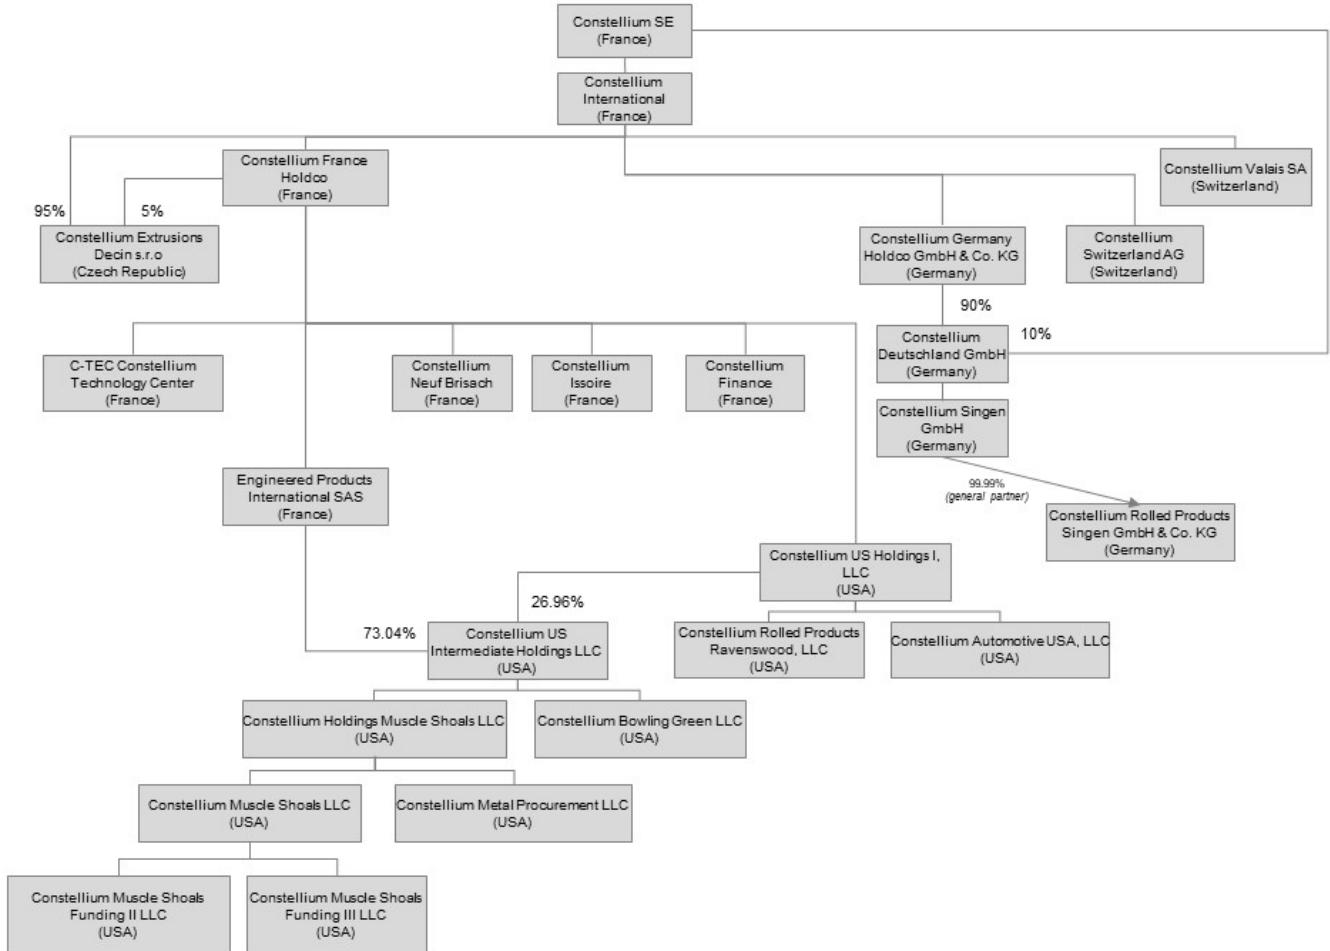 Constellium SE
(France)
Constellium
International
(France)
Constellium France
Holdco
(France)
Constellium Valais SA
(Switzerland)
95%
5%
Constellium Extrusions
Decin s.r.o
(Czech Republic)
Constellium Germany
Holdco GmbH & Co. KG
(Germany)
Constellium
Switzerland AG
(Switzerland)
90%
10%
Constellium
Deutschland GmbH
(Germany)
C-TEC Constellium
Technology Center
(France)
Constellium
Neuf Brisach
(France)
Constellium
Issoire
(France)
Constellium
Finance
(France)
Constellium Singen
GmbH
(Germany)
99.99%
(general partner)
Engineered Products
International SAS
(France)
Constellium Rolled Products
Singen GmbH & Co. KG
(Germany)
Constellium US Holdings I,
LLC
(USA)
26.96%
73.04%
Constellium US
Intermediate Holdings LLC
(USA)
Constellium Rolled Products
Ravenswood, LLC
(USA)
Constellium Automotive USA, LLC
(USA)
Constellium Holdings Muscle Shoals LLC
(USA)
Constellium Bowling Green LLC
(USA)
Constellium Muscle Shoals LLC
(USA)
Constellium Metal Procurement LLC
(USA)
Constellium Muscle Shoals
Funding II LLC
(USA)
Constellium Muscle Shoals
Funding III LLC
(USA)